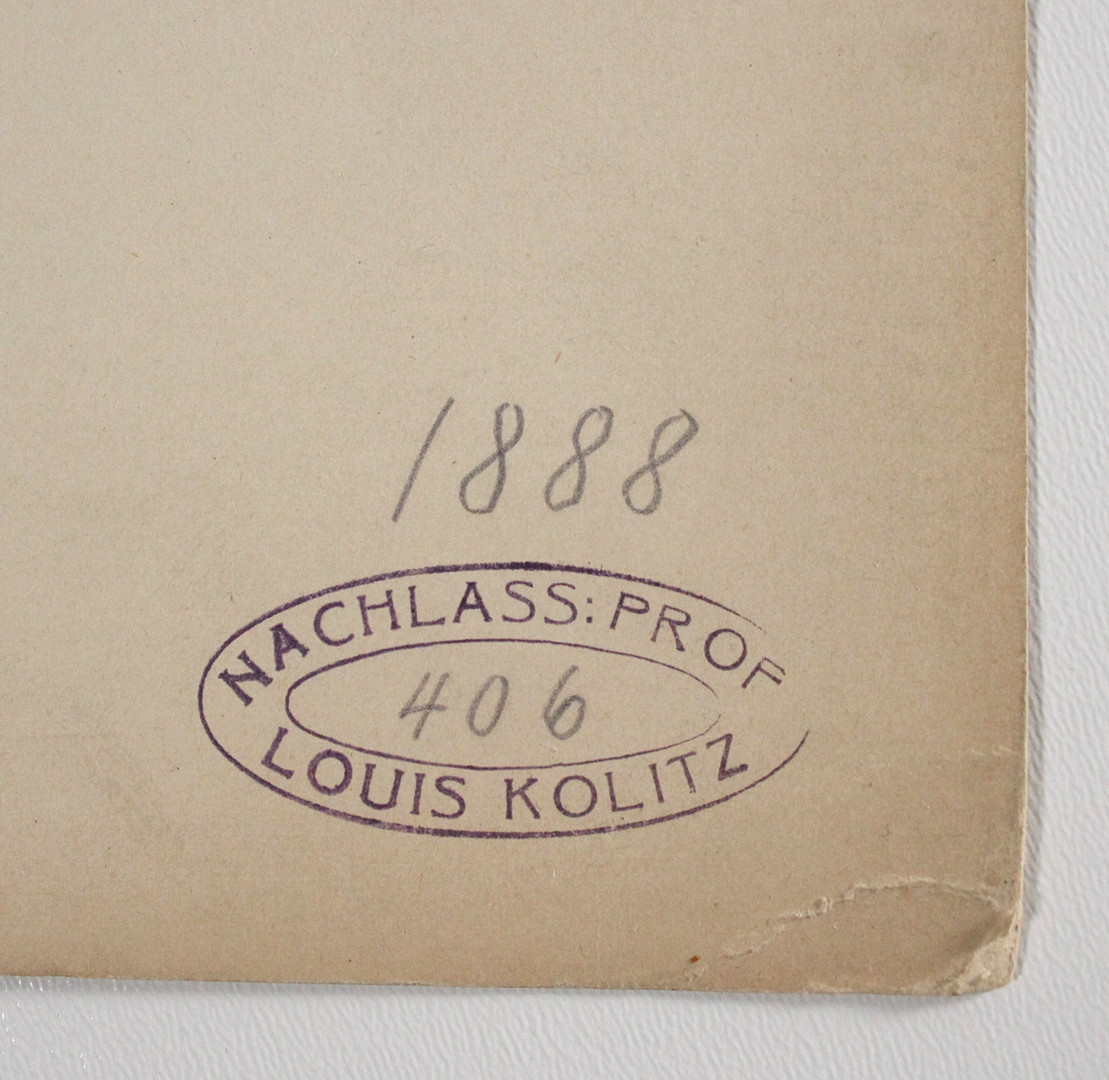 1888
NACHLASS: PROF
406
LOUIS KOLITZ